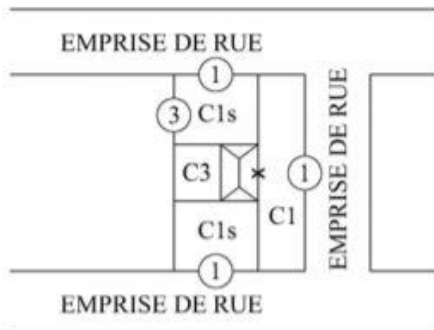 EMPRISE DE RUE
1
C1s
3
C3
x
1
C1
C1s
1
EMPRISE DE RUE
EMPRISE DE RUE